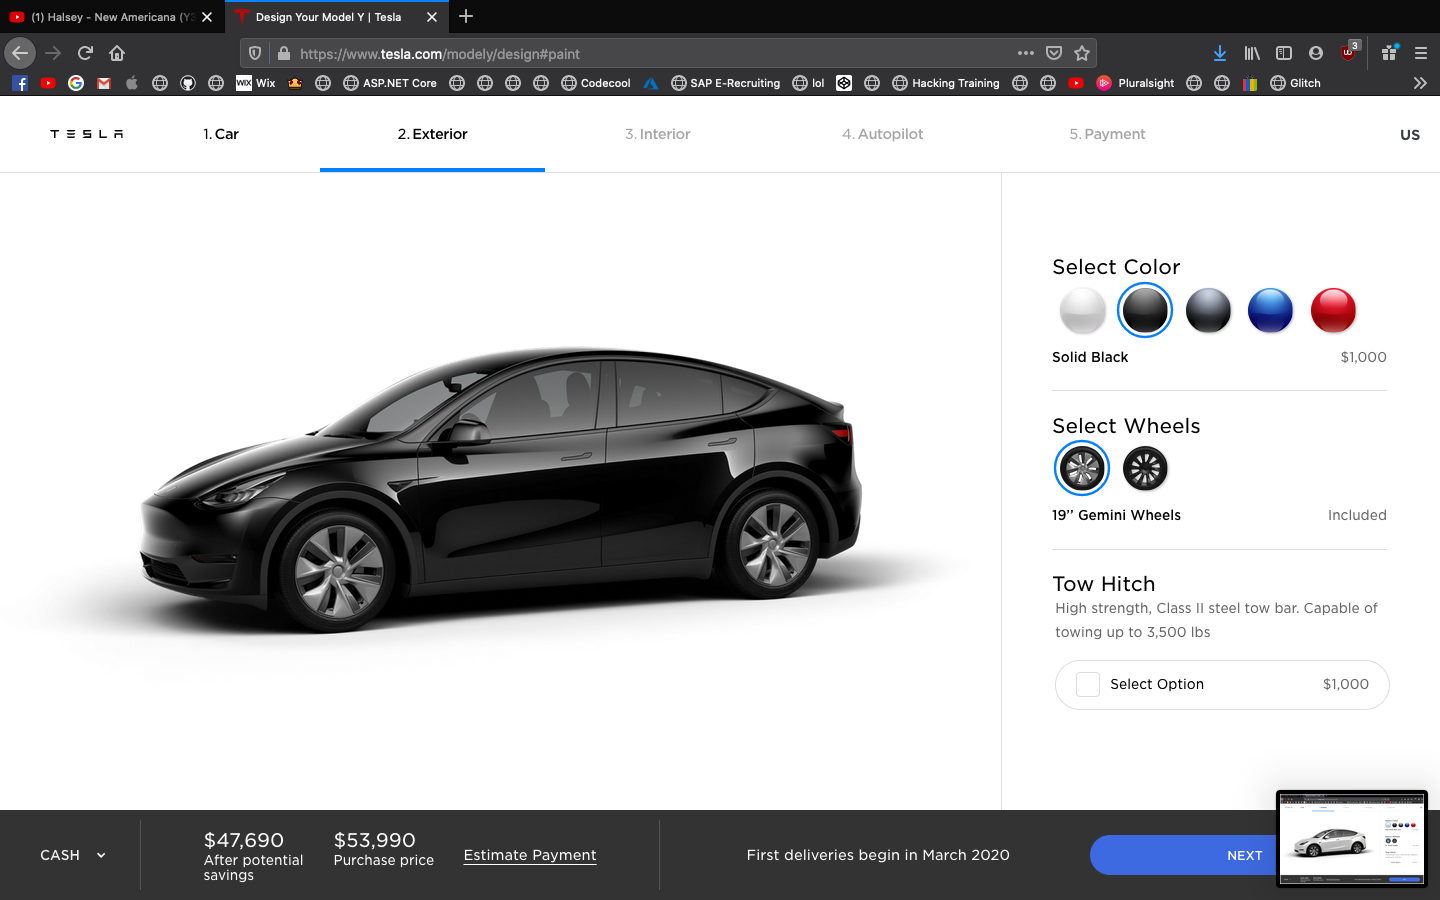 (1) Halsey - New Americana (Y
Design Your Model Y | Tesla
https://www.tesla.com/modely/design#paint
3
WIX Wix
ASP.NET Core
Codecool
SAP E-Recruiting
lol
Hacking Training
Pluralsight
Glitch
TESLA
1. Car
2. Exterior
3. Interior
4. Autopilot
5. Payment
US
Select Color
Solid Black $1,000
Select Wheels
19’’ Gemini Wheels Included
Tow Hitch
High strength, Class II steel tow bar. Capable of
towing up to 3,500 lbs
Select Option $1,000
CASH
$47,690
After potential
savings
$53,990
Purchase price
Estimate Payment
First deliveries begin in March 2020
NEXT